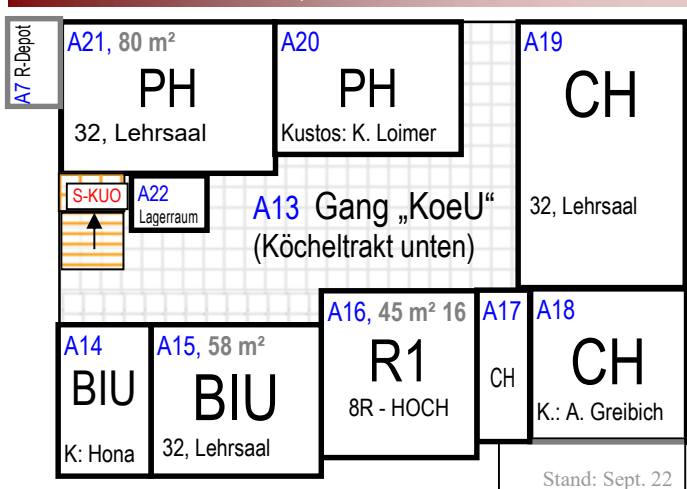 A7 R-Depot
A21, 80 m²
PH
32, Lehrsaal
A20
PH
Kustos: K. Loimer
A19
CH
32, Lehrsaal
S-KUO
A22
Lagerraum
A13 Gang „KoeU“
(Köcheltrakt unten)
A14
BIU
K: Hona
A15, 58 m²
BIU
32, Lehrsaal
A16, 45 m² 16
R1
8R - HOCH
A17
CH
A18
CH
K.: A. Greibich
Stand: Sept. 22